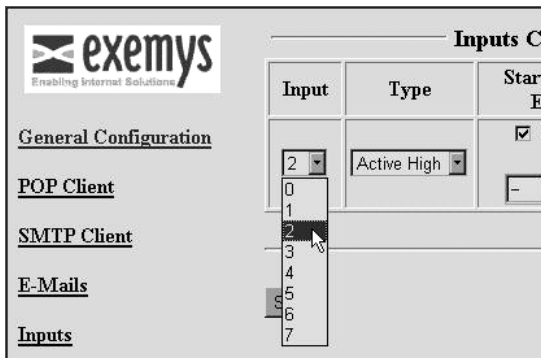 exemys
Enabling Internet Solutions
General Configuration
POP Client
SMTP Client
E-Mails
Inputs
Inputs C
Input
Type
Star
E
2
Active High
–
0
1
2
3
4
5
6
7
S